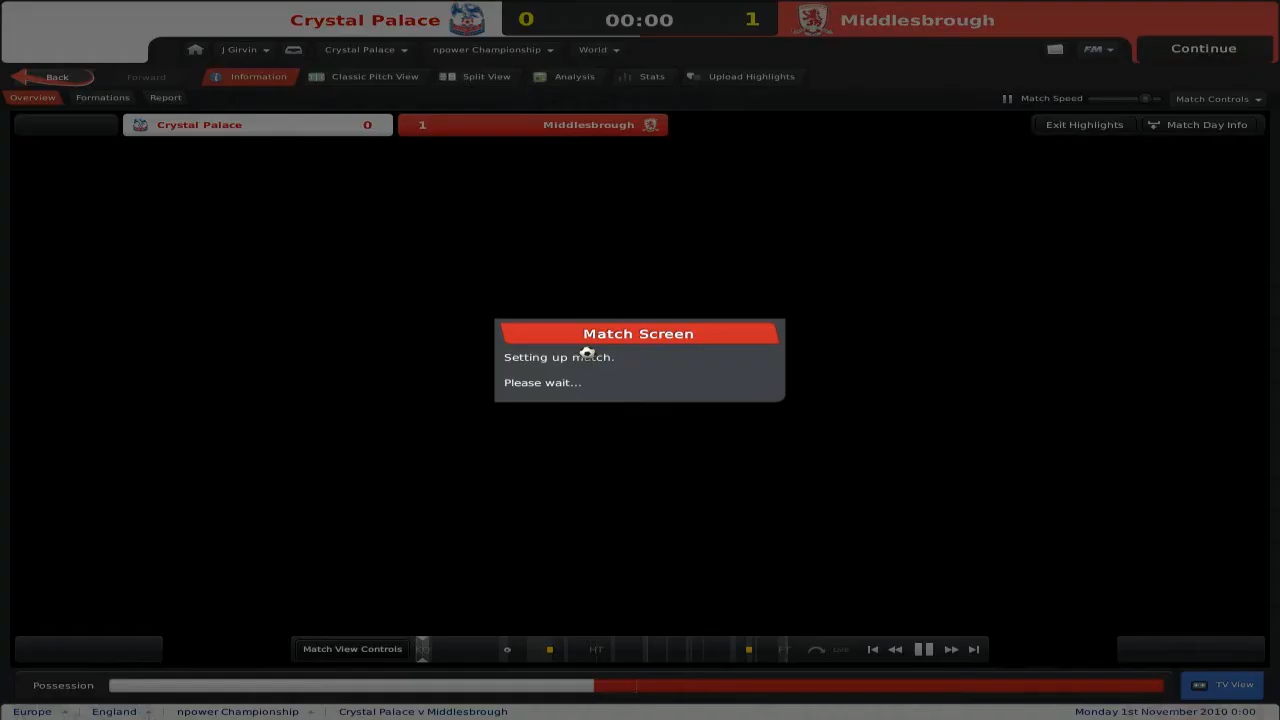 Crystal Palace 0 00:00 1 Middlesbrough
J Girvin Crystal Palace npower Championship World FM Continue
Back Forward Information Classic Pitch View Split View Analysis Stats Upload Highlights
Overview Formations Report Match Speed Match Controls
Crystal Palace 0 1 Middlesbrough Exit Highlights Match Day Info
Match Screen
Setting up match.
Please wait...
Match View Controls HT FT Live
Possession TV View
Europe England npower Championship Crystal Palace v Middlesbrough Monday 1st November 2010 0:00